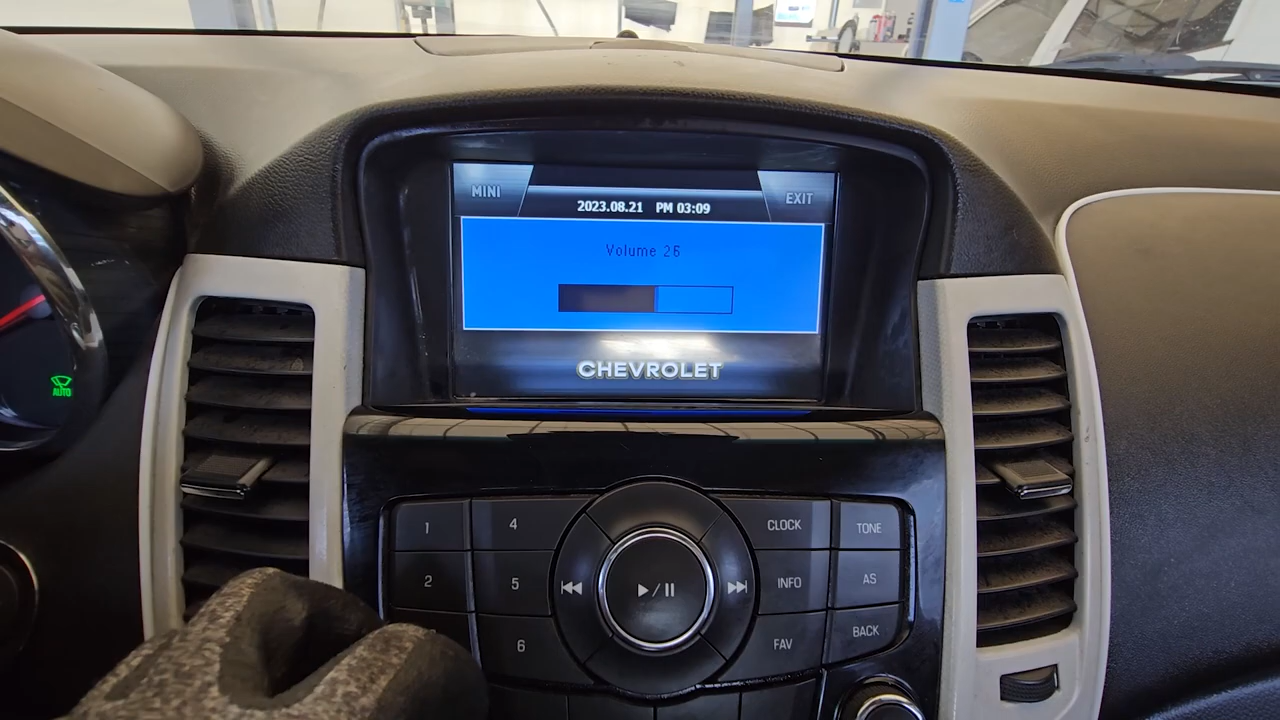 MINI
EXIT
2023.08.21 PM 03:09
Volume 26
CHEVROLET
AUTO
1
4
CLOCK
TONE
2
5
INFO
AS
6
FAV
BACK